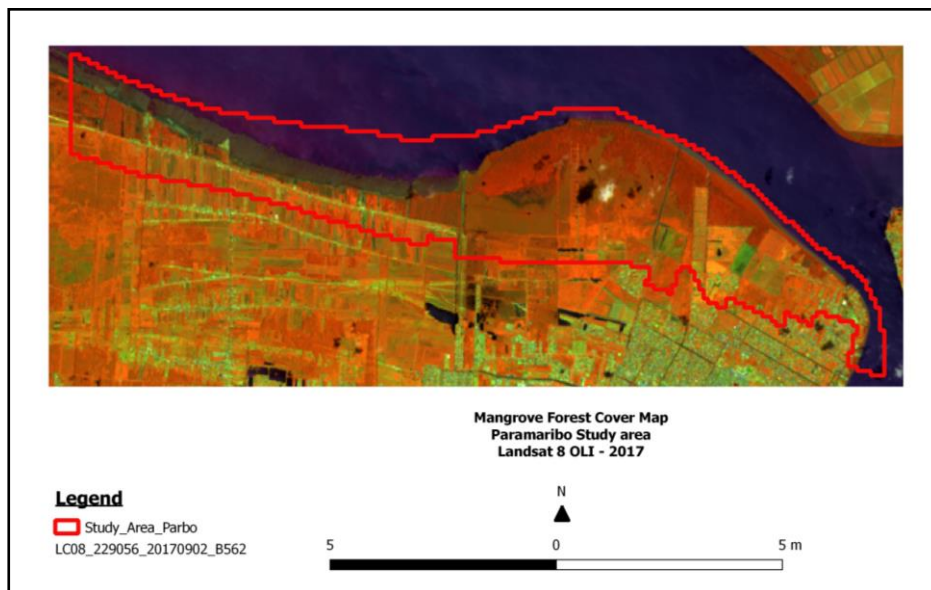 Mangrove Forest Cover Map
Paramaribo Study area
Landsat 8 OLI - 2017
Legend
Study_Area_Parbo
LC08_229056_20170902_B562
N
5 0 5 m